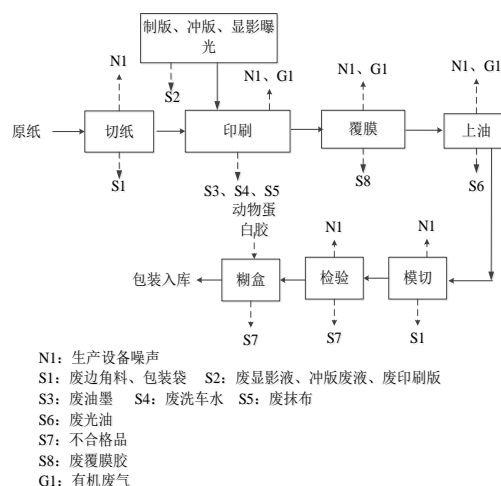 制版、冲版、显影曝
光
N1
S2
N1、G1
N1、G1
N1、G1
原纸
切纸
印刷
覆膜
上油
S1
S3、S4、S5
S8
S6
动物蛋
白胶
N1
N1
包装入库
糊盒
检验
模切
S7
S7
S1
N1：生产设备噪声
S1：废边角料、包装袋 S2：废显影液、冲版废液、废印刷版
S3：废油墨 S4：废洗车水 S5：废抹布
S6：废光油
S7：不合格品
S8：废覆膜胶
G1：有机废气